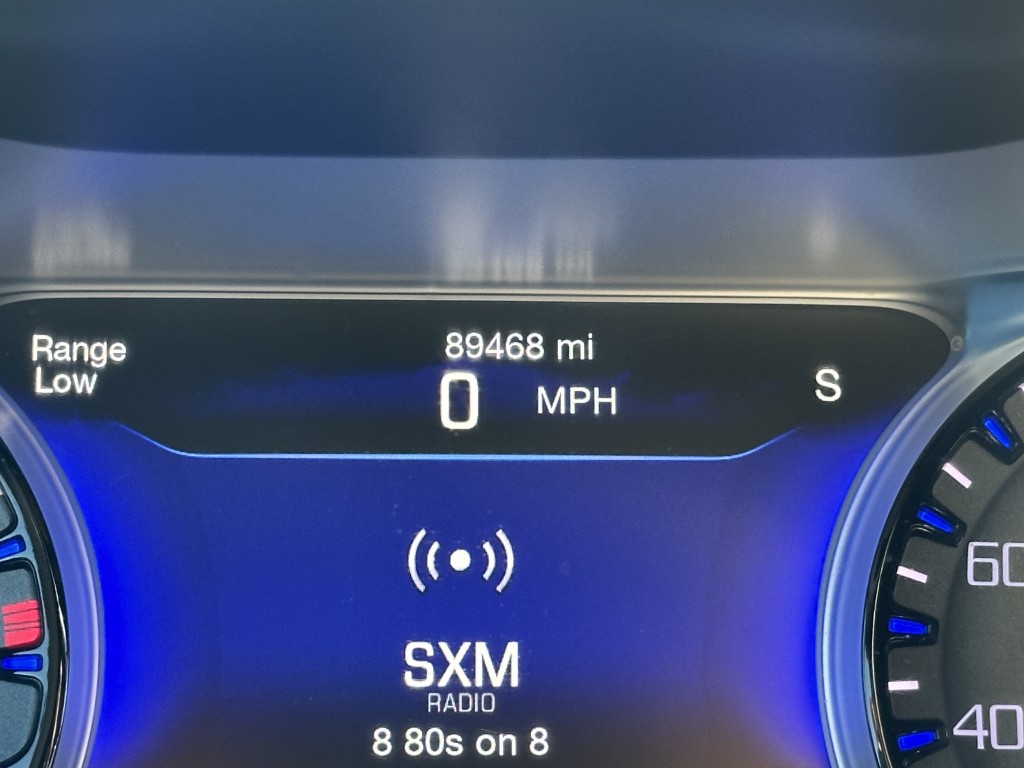 Range
Low
89468 mi
0 MPH
S
SXM
RADIO
8 80s on 8
60
40